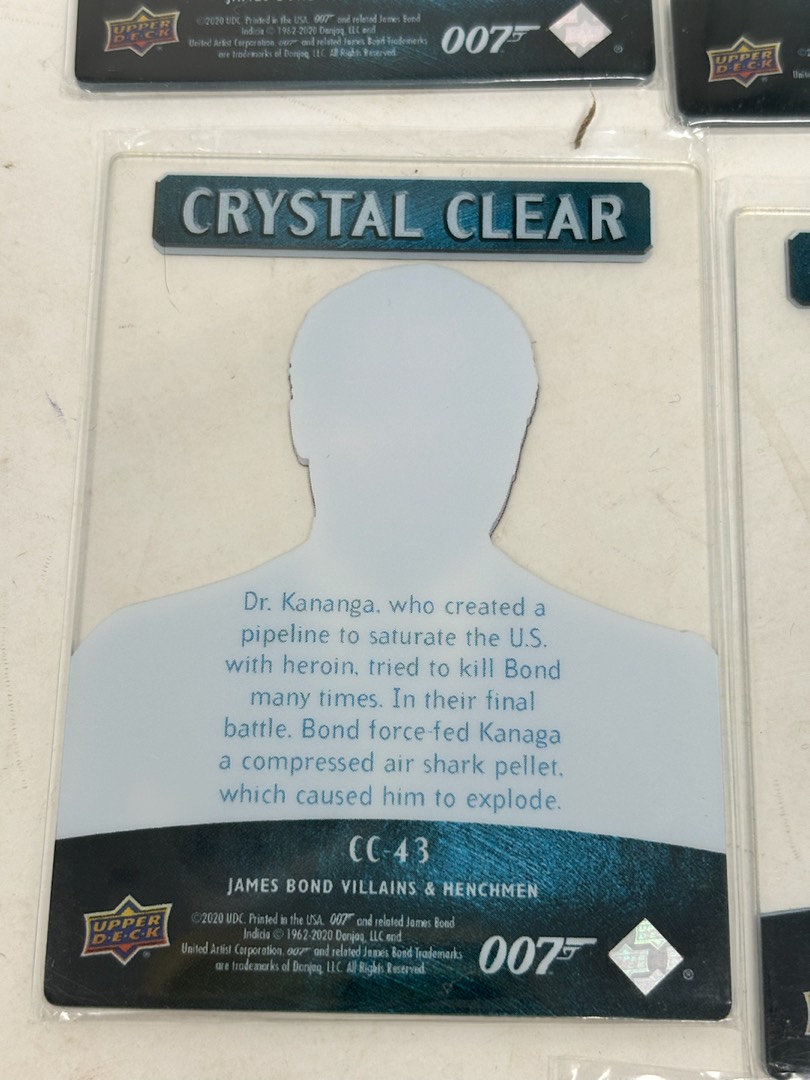 UPPER
D·E·C·K
©2020 UDC. Printed in the USA. 007 and related James Bond
Indicia © 1962-2020 Danjaq, LLC and
United Artist Corporation. 007 and related James Bond Trademarks
are trademarks of Danjaq, LLC. All Rights Reserved.
007
®
UPPER
D·E·C·K
CRYSTAL CLEAR
Dr. Kananga, who created a
pipeline to saturate the U.S.
with heroin, tried to kill Bond
many times. In their final
battle, Bond force-fed Kanaga
a compressed air shark pellet,
which caused him to explode.
CC-43
JAMES BOND VILLAINS & HENCHMEN
UPPER
D·E·C·K
©2020 UDC. Printed in the USA. 007 and related James Bond
Indicia © 1962-2020 Danjaq, LLC and
United Artist Corporation. 007 and related James Bond Trademarks
are trademarks of Danjaq, LLC. All Rights Reserved.
007
®